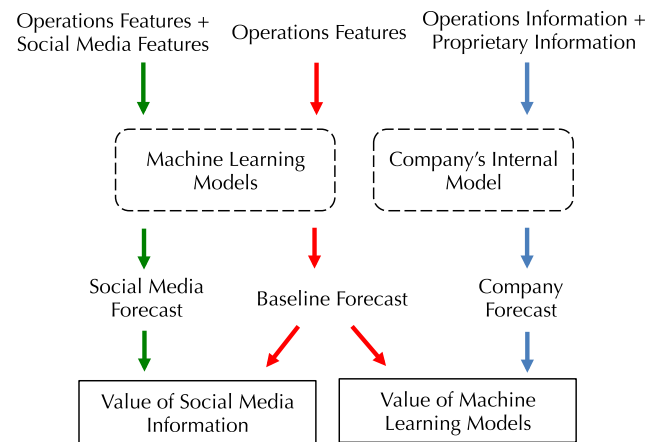 Operations Features +
Social Media Features
Operations Features
Operations Information +
Proprietary Information
Machine Learning
Models
Company’s Internal
Model
Social Media
Forecast
Baseline Forecast
Company
Forecast
Value of Social Media
Information
Value of Machine
Learning Models